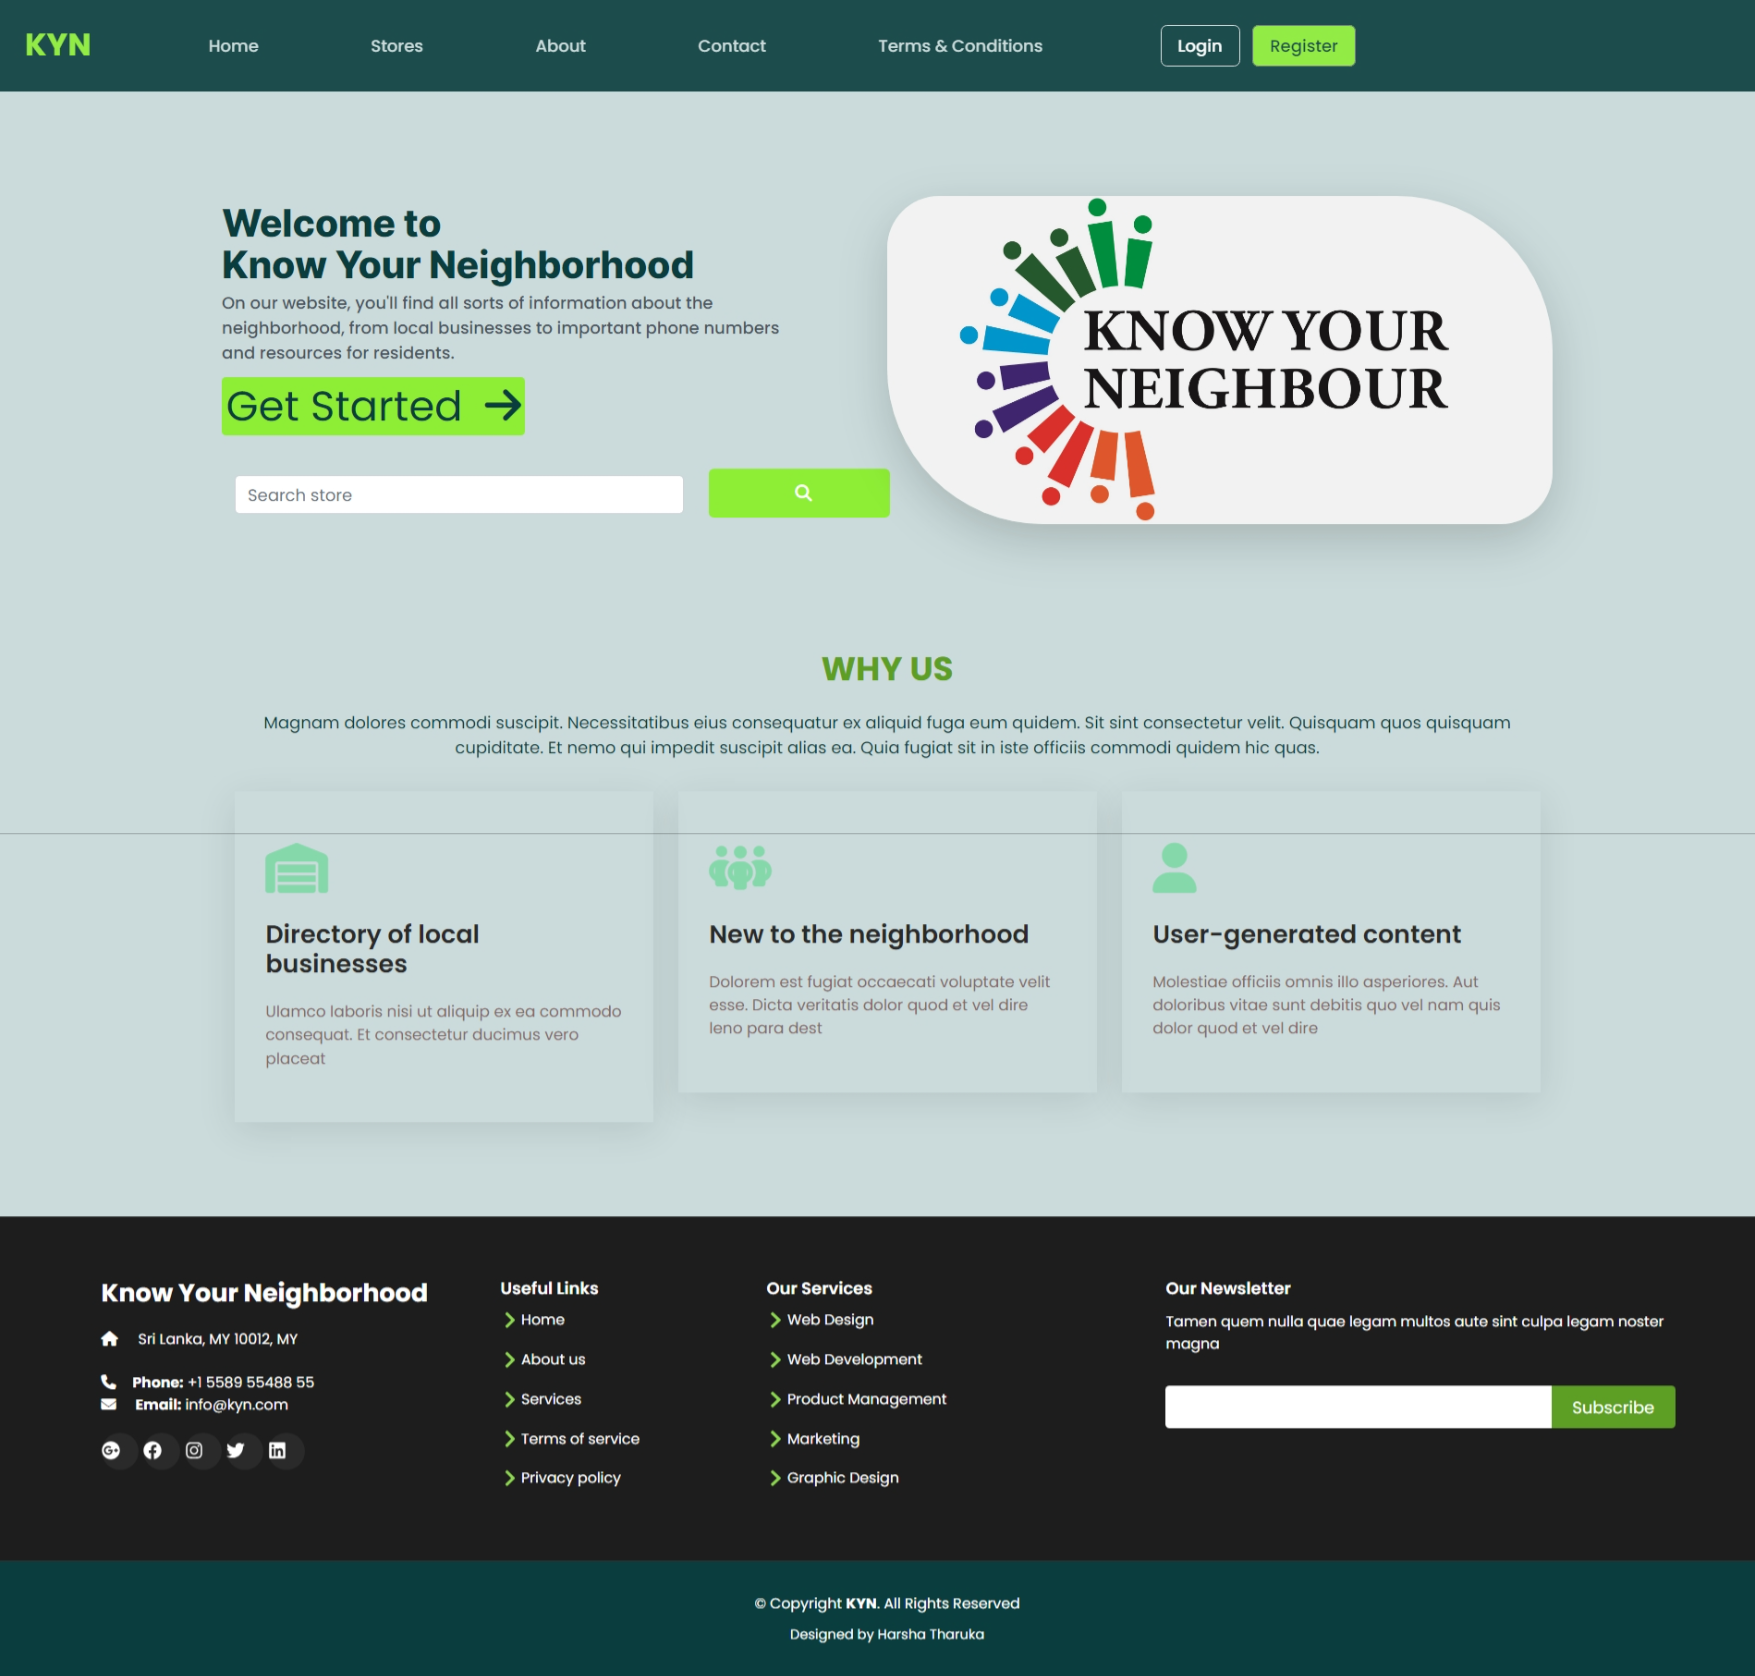 KYN
Home
Stores
About
Contact
Terms & Conditions
Login
Register
Welcome to
Know Your Neighborhood
On our website, you'll find all sorts of information about the
neighborhood, from local businesses to important phone numbers
and resources for residents.
Get Started
Search store
KNOW YOUR
NEIGHBOUR
WHY US
Magnam dolores commodi suscipit. Necessitatibus eius consequatur ex aliquid fuga eum quidem. Sit sint consectetur velit. Quisquam quos quisquam
cupiditate. Et nemo qui impedit suscipit alias ea. Quia fugiat sit in iste officiis commodi quidem hic quas.
Directory of local
businesses
Ulamco laboris nisi ut aliquip ex ea commodo
consequat. Et consectetur ducimus vero
placeat
New to the neighborhood
Dolorem est fugiat occaecati voluptate velit
esse. Dicta veritatis dolor quod et vel dire
leno para dest
User-generated content
Molestiae officiis omnis illo asperiores. Aut
doloribus vitae sunt debitis quo vel nam quis
dolor quod et vel dire
Know Your Neighborhood
Sri Lanka, MY 10012, MY
Phone: +1 5589 55488 55
Email: info@kyn.com
Useful Links
Home
About us
Services
Terms of service
Privacy policy
Our Services
Web Design
Web Development
Product Management
Marketing
Graphic Design
Our Newsletter
Tamen quem nulla quae legam multos aute sint culpa legam noster
magna
Subscribe
© Copyright KYN. All Rights Reserved
Designed by Harsha Tharuka